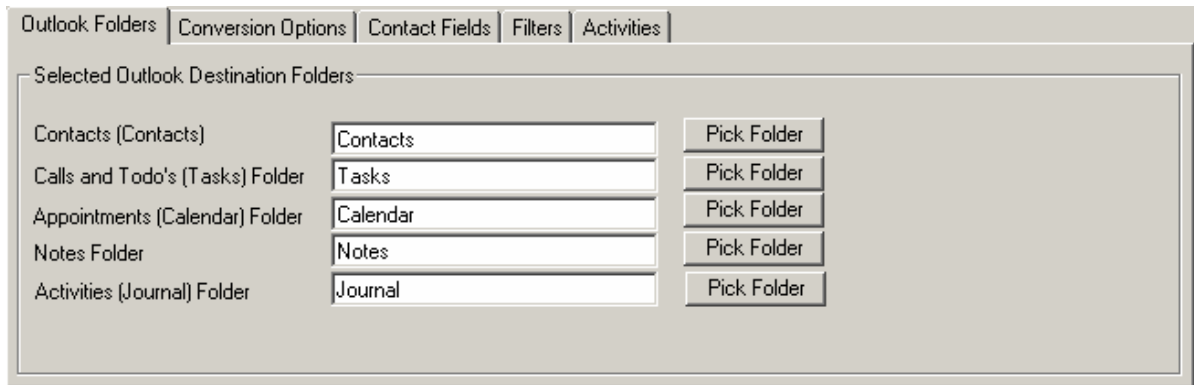 Outlook Folders Conversion Options Contact Fields Filters Activities
Selected Outlook Destination Folders
Contacts (Contacts) Contacts Pick Folder
Calls and Todo's (Tasks) Folder Tasks Pick Folder
Appointments (Calendar) Folder Calendar Pick Folder
Notes Folder Notes Pick Folder
Activities (Journal) Folder Journal Pick Folder